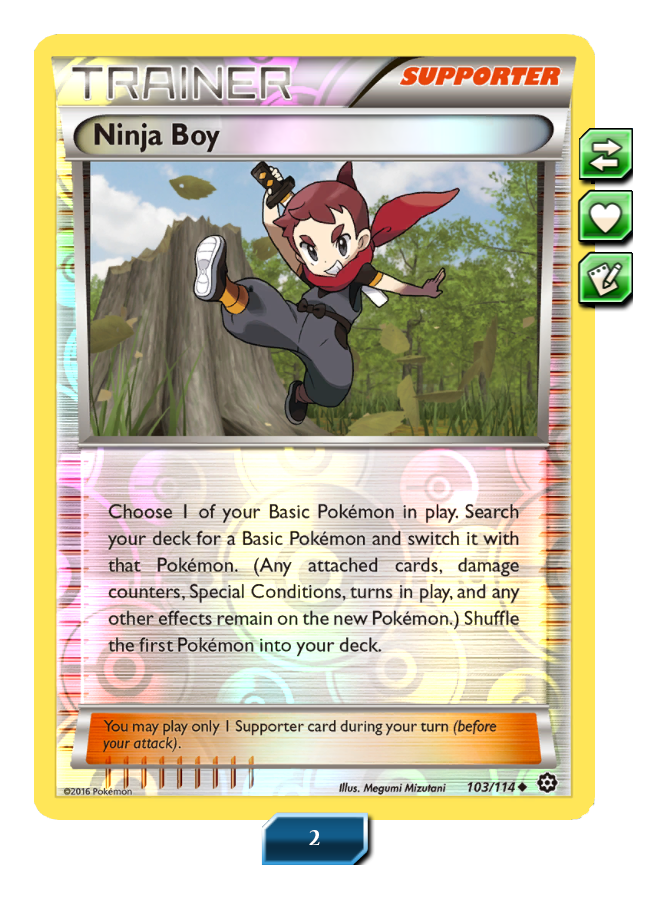 TRAINER
SUPPORTER
Ninja Boy
Choose 1 of your Basic Pokémon in play. Search
your deck for a Basic Pokémon and switch it with
that Pokémon. (Any attached cards, damage
counters, Special Conditions, turns in play, and any
other effects remain on the new Pokémon.) Shuffle
the first Pokémon into your deck.
You may play only 1 Supporter card during your turn (before
your attack).
©2016 Pokémon
Illus. Megumi Mizutani
103/114
2